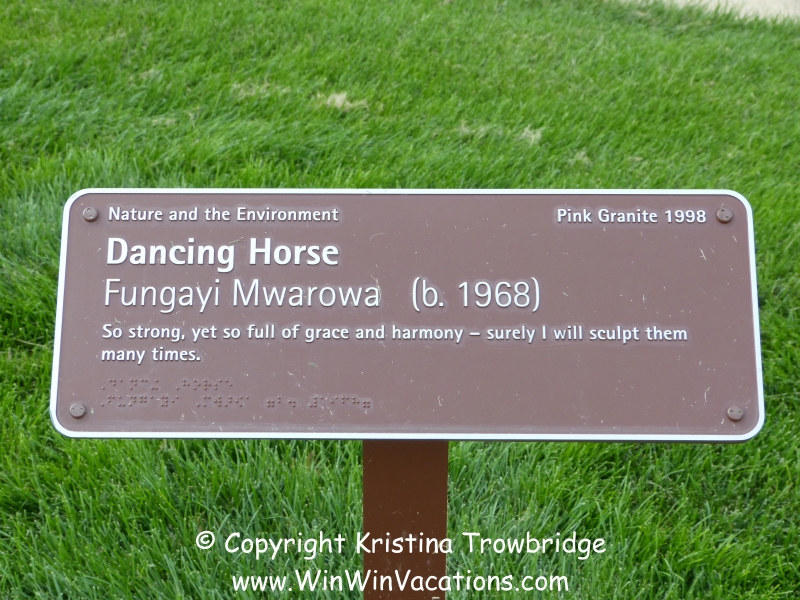 Nature and the Environment
Pink Granite 1998
Dancing Horse
Fungayi Mwarowa (b. 1968)
So strong, yet so full of grace and harmony – surely I will sculpt them
many times.
© Copyright Kristina Trowbridge
www.WinWinVacations.com